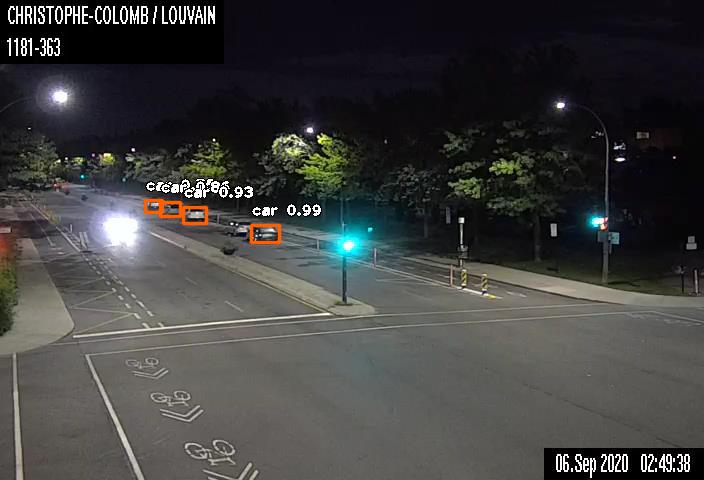 CHRISTOPHE-COLOMB / LOUVAIN
1181-363
car 0.93
car 0.99
06.Sep 2020 02:49:38